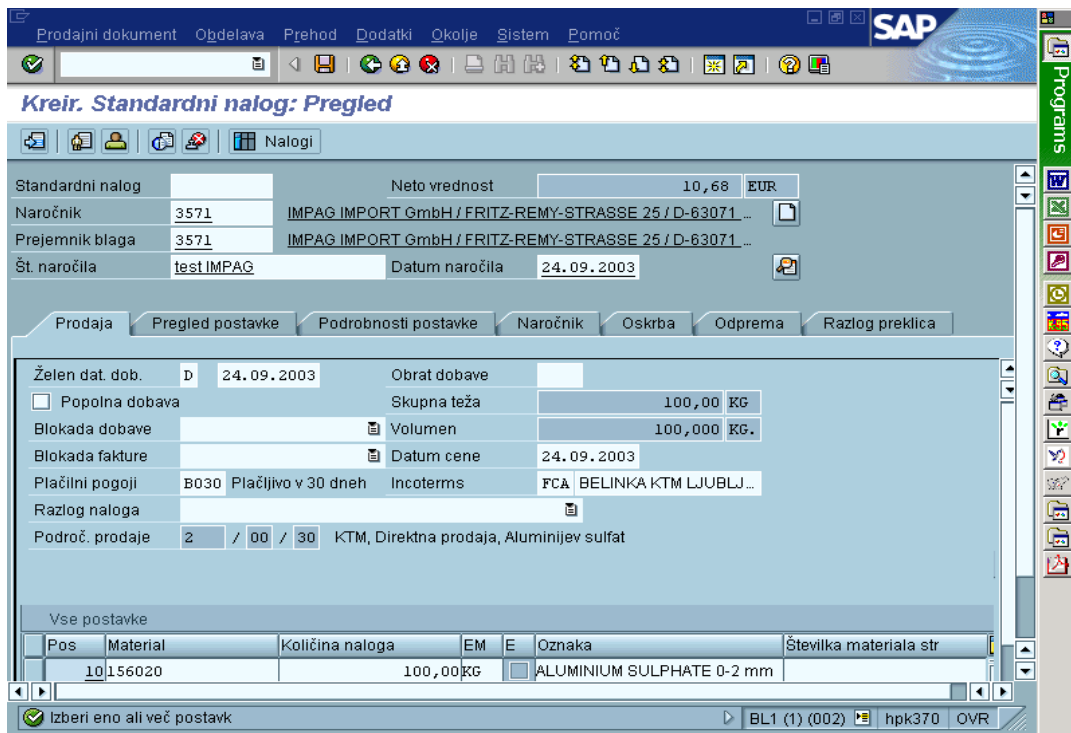 Prodajni dokument Obdelava Prehod Dodatki Okolje Sistem Pomoč
SAP
Kreir. Standardni nalog: Pregled
Nalogi
Standardni nalog Neto vrednost 10,68 EUR
Naročnik 3571 IMPAG IMPORT GmbH / FRITZ-REMY-STRASSE 25 / D-63071 ...
Prejemnik blaga 3571 IMPAG IMPORT GmbH / FRITZ-REMY-STRASSE 25 / D-63071 ...
Št. naročila test IMPAG Datum naročila 24.09.2003
Prodaja Pregled postavke Podrobnosti postavke Naročnik Oskrba Odprema Razlog preklica
Želen dat. dob. D 24.09.2003 Obrat dobave
Popolna dobava Skupna teža 100,00 KG
Blokada dobave Volumen 100,000 KG.
Blokada fakture Datum cene 24.09.2003
Plačilni pogoji B030 Plačljivo v 30 dneh Incoterms FCA BELINKA KTM LJUBLJ...
Razlog naloga
Područ. prodaje 2 / 00 / 30 KTM, Direktna prodaja, Aluminijev sulfat
Vse postavke
Pos Material Količina naloga EM E Oznaka Številka materiala str
10 156020 100,00 KG ALUMINIUM SULPHATE 0-2 mm
Izberi eno ali več postavk BL1 (1) (002) hpk370 OVR
Programs